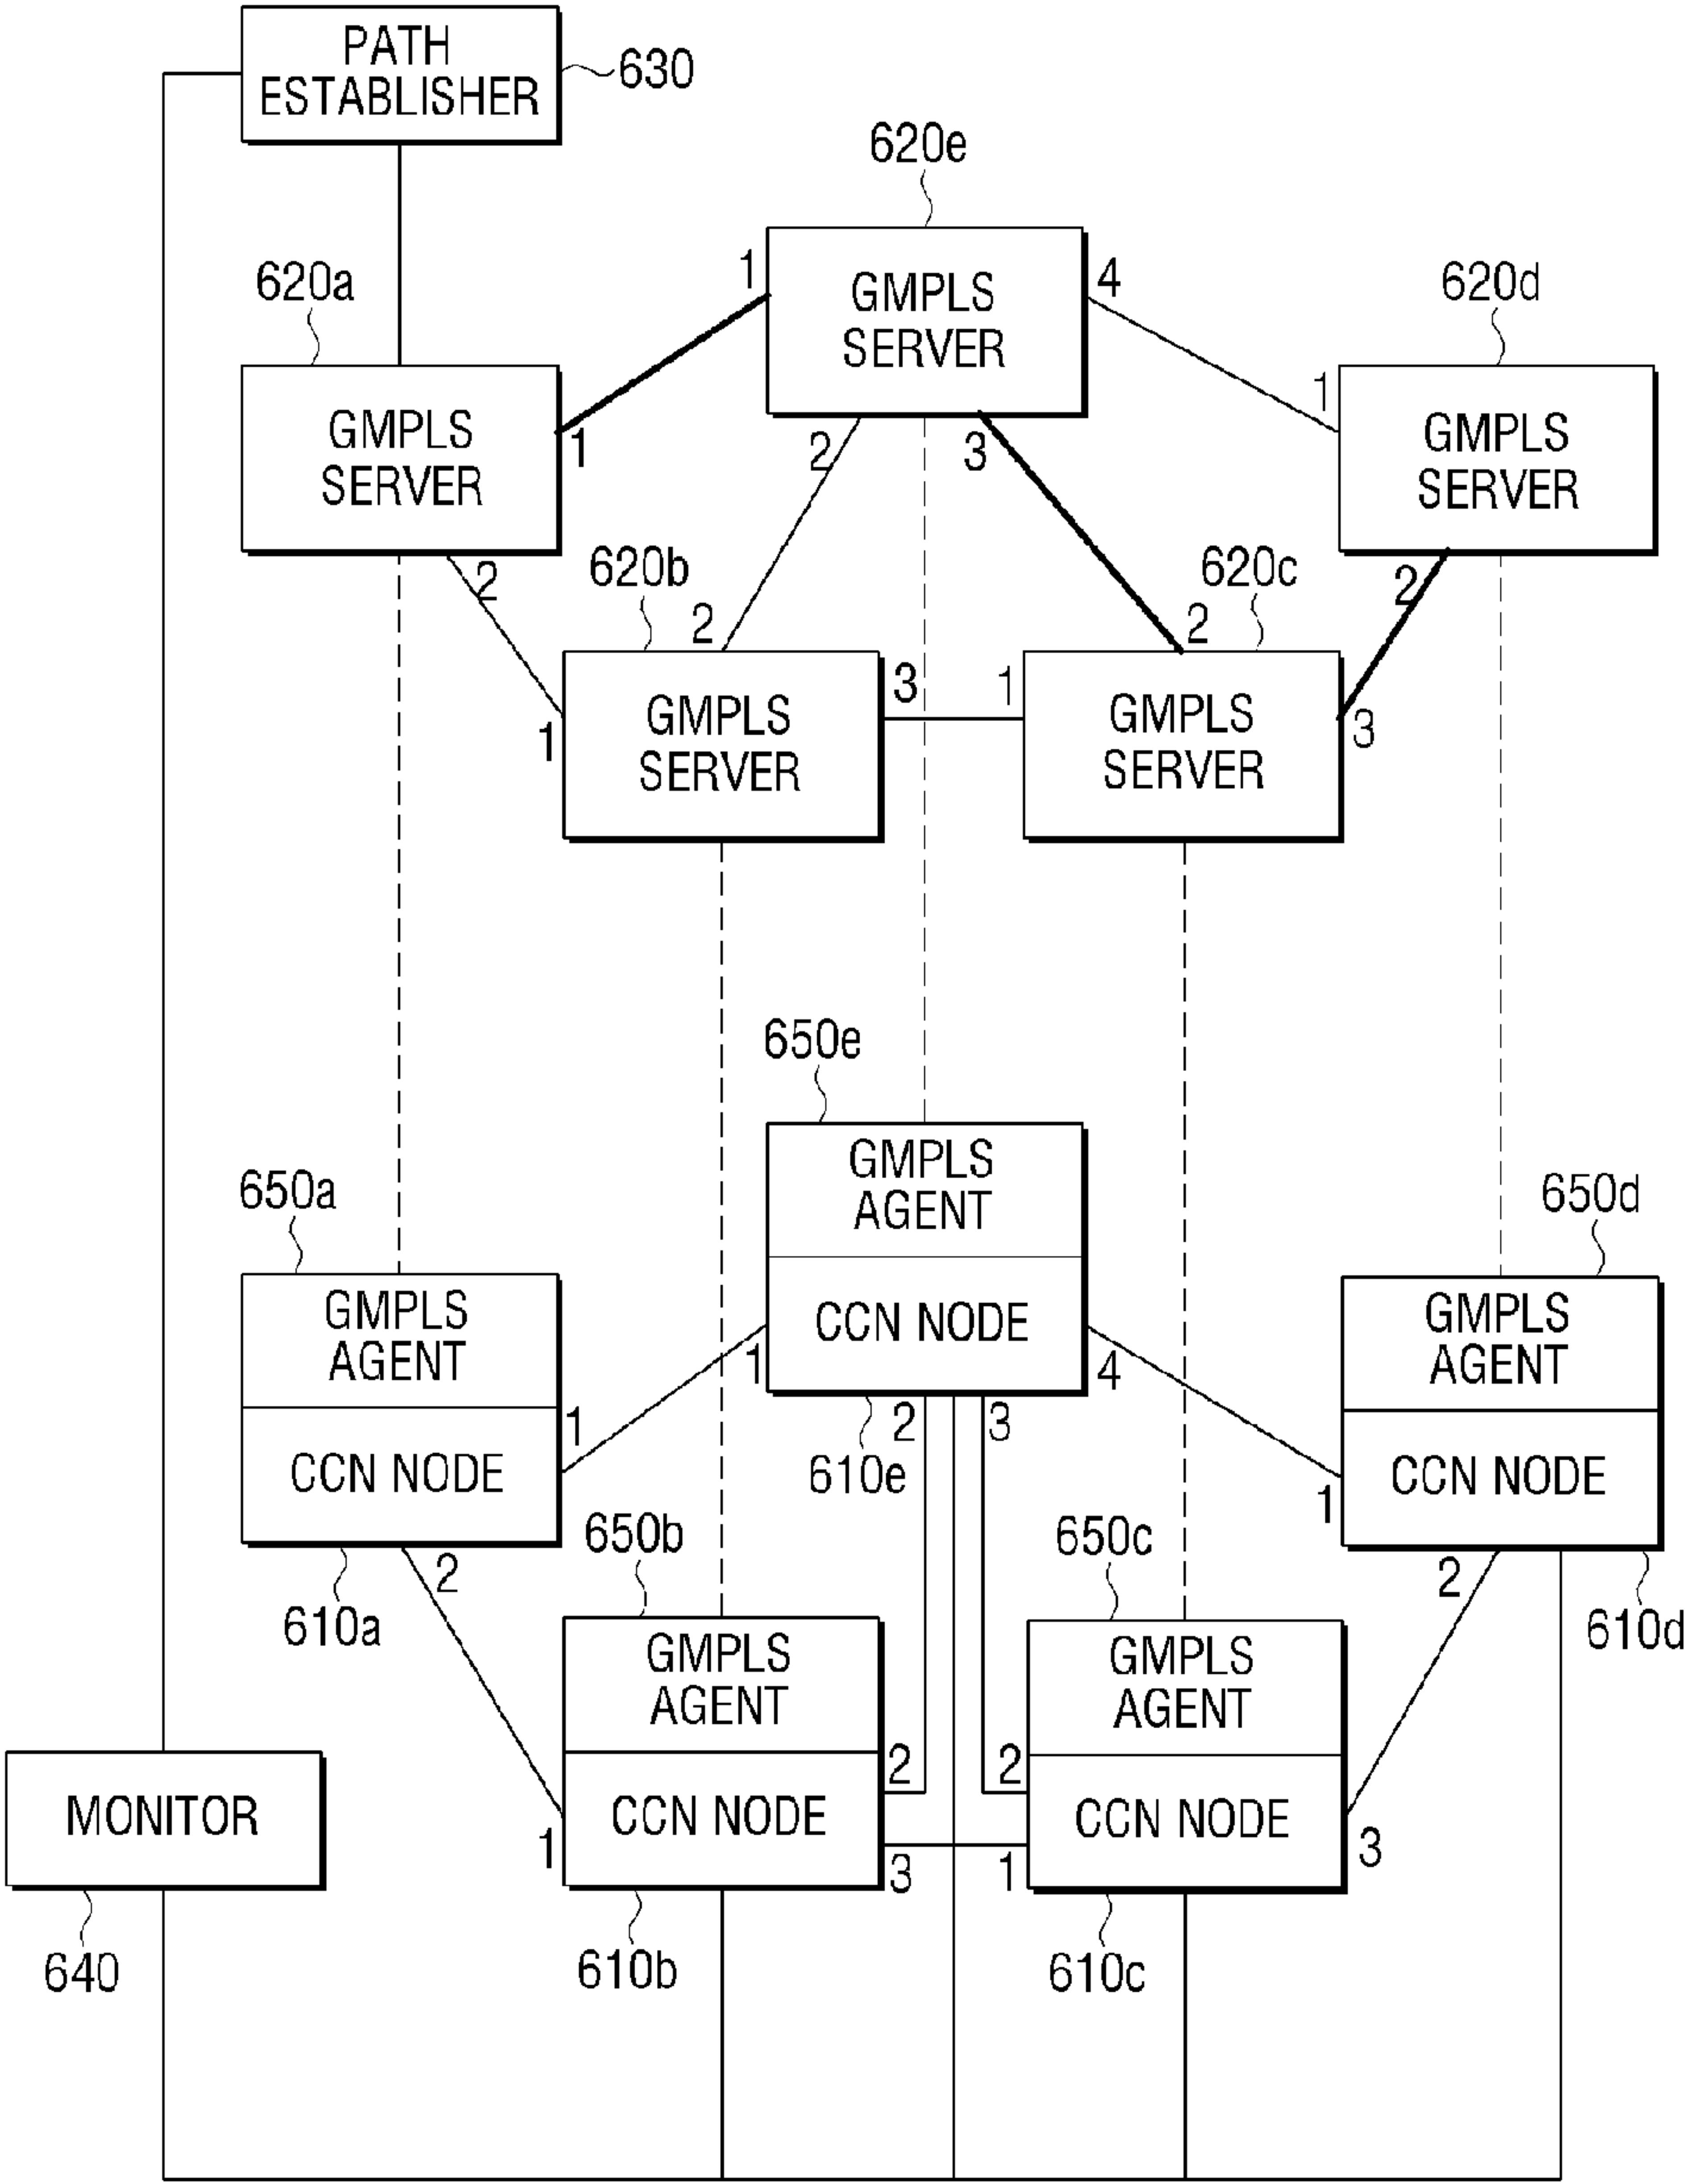 PATH
ESTABLISHER
630
620e
620a
1
4
620d
GMPLS
SERVER
1
GMPLS
SERVER
1
2
3
GMPLS
SERVER
2
620b
620c
2
2
2
3
1
1
GMPLS
SERVER
GMPLS
SERVER
3
650e
650a
GMPLS
AGENT
650d
GMPLS
AGENT
CCN NODE
1
4
GMPLS
AGENT
1
2
3
CCN NODE
610e
CCN NODE
1
650b
650c
2
2
610a
610d
GMPLS
AGENT
GMPLS
AGENT
2
2
MONITOR
CCN NODE
CCN NODE
1
3
1
3
640
610b
610c